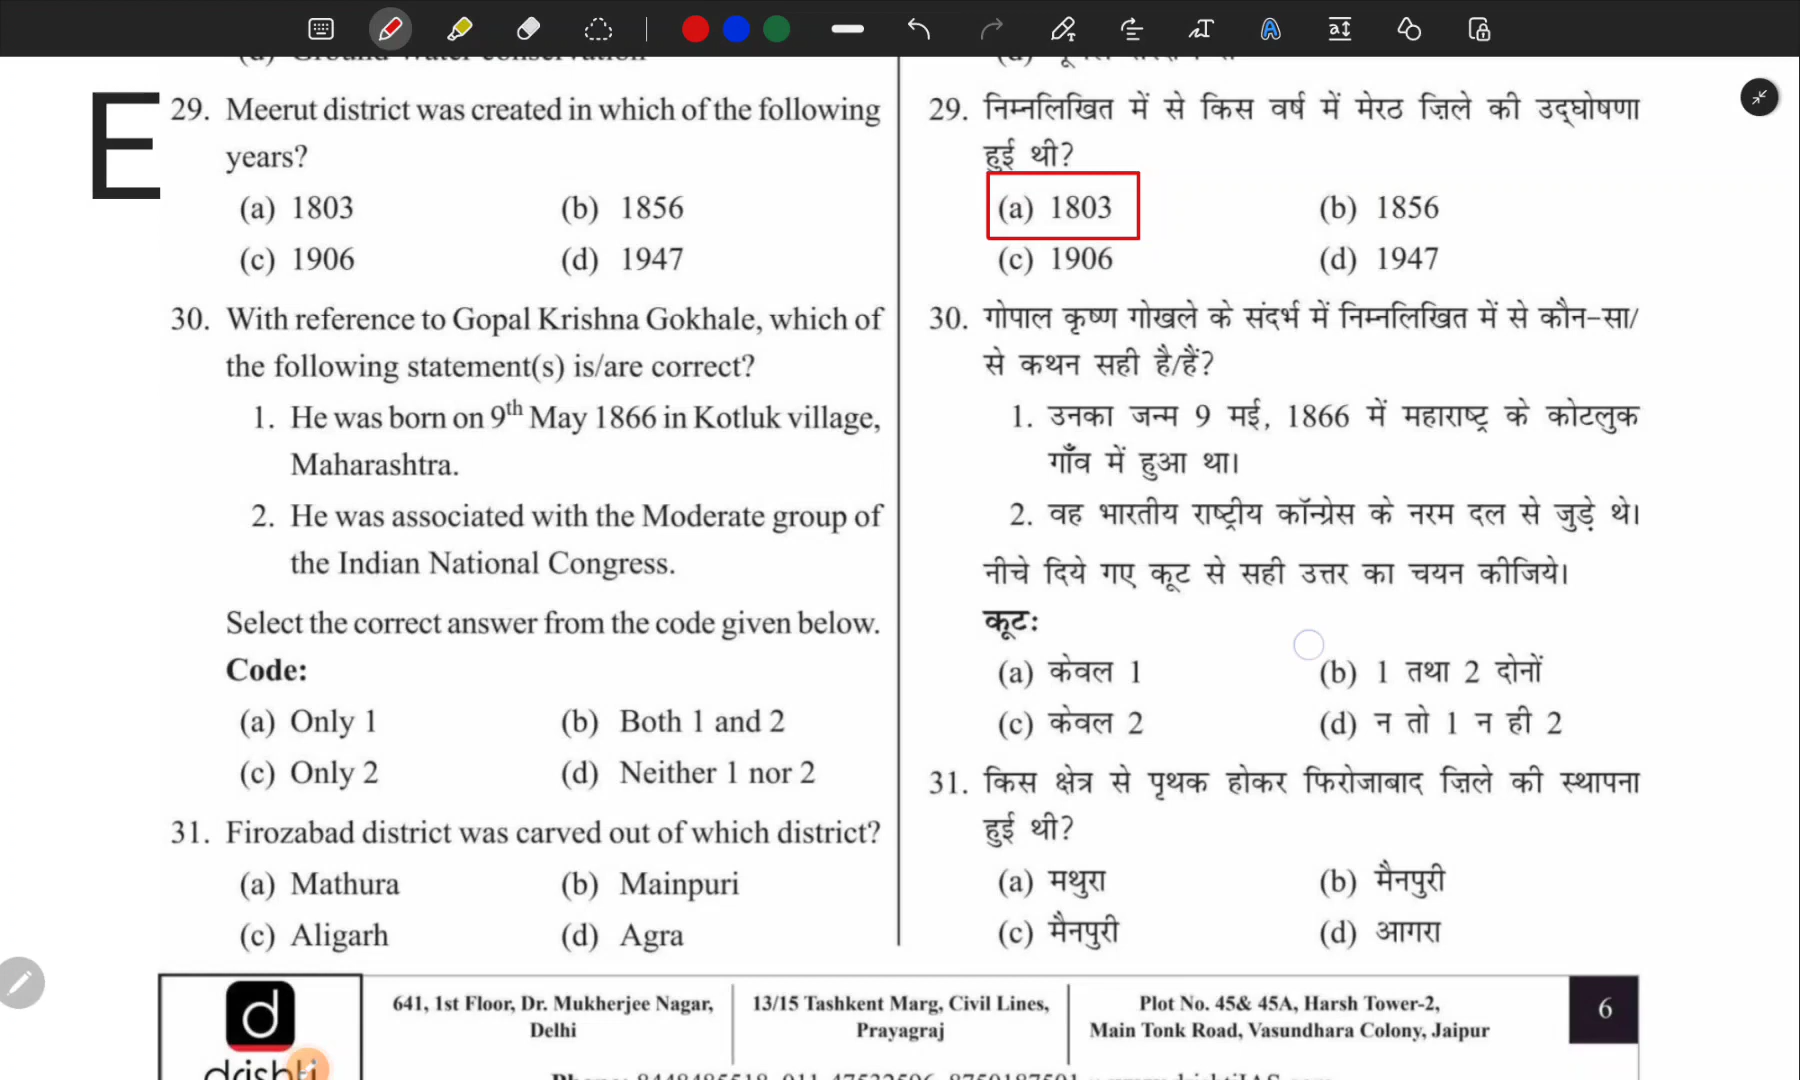 E
29. Meerut district was created in which of the following
years?
(a) 1803 (b) 1856
(c) 1906 (d) 1947
30. With reference to Gopal Krishna Gokhale, which of
the following statement(s) is/are correct?
1. He was born on 9th May 1866 in Kotluk village,
Maharashtra.
2. He was associated with the Moderate group of
the Indian National Congress.
Select the correct answer from the code given below.
Code:
(a) Only 1 (b) Both 1 and 2
(c) Only 2 (d) Neither 1 nor 2
31. Firozabad district was carved out of which district?
(a) Mathura (b) Mainpuri
(c) Aligarh (d) Agra
29. निम्नलिखित में से किस वर्ष में मेरठ ज़िले की उद्घोषणा
हुई थी?
(a) 1803 (b) 1856
(c) 1906 (d) 1947
30. गोपाल कृष्ण गोखले के संदर्भ में निम्नलिखित में से कौन-सा/
से कथन सही है/हैं?
1. उनका जन्म 9 मई, 1866 में महाराष्ट्र के कोटलुक
गाँव में हुआ था।
2. वह भारतीय राष्ट्रीय कॉन्ग्रेस के नरम दल से जुड़े थे।
नीचे दिये गए कूट से सही उत्तर का चयन कीजिये।
कूटः
(a) केवल 1 (b) 1 तथा 2 दोनों
(c) केवल 2 (d) न तो 1 न ही 2
31. किस क्षेत्र से पृथक होकर फिरोजाबाद ज़िले की स्थापना
हुई थी?
(a) मथुरा (b) मैनपुरी
(c) मैनपुरी (d) आगरा
d
641, 1st Floor, Dr. Mukherjee Nagar,
Delhi
13/15 Tashkent Marg, Civil Lines,
Prayagraj
Plot No. 45& 45A, Harsh Tower-2,
Main Tonk Road, Vasundhara Colony, Jaipur
6